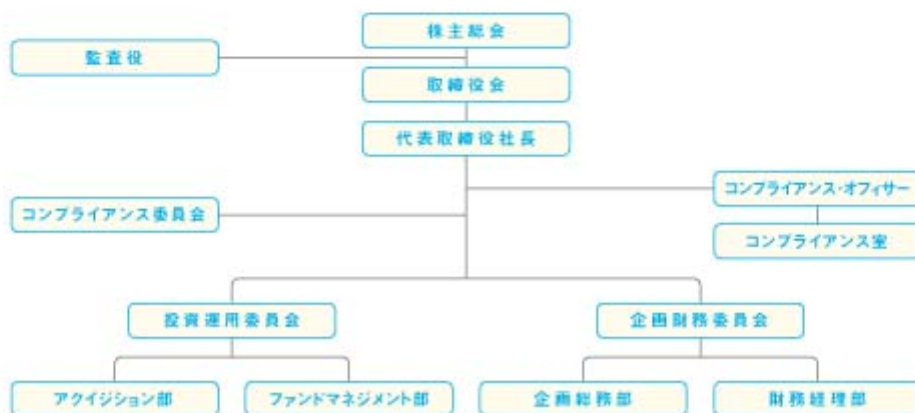 株主総会
監査役
取締役会
代表取締役社長
コンプライアンス・オフィサー
コンプライアンス委員会
コンプライアンス室
投資運用委員会
企画財務委員会
アクイジション部
ファンドマネジメント部
企画総務部
財務経理部